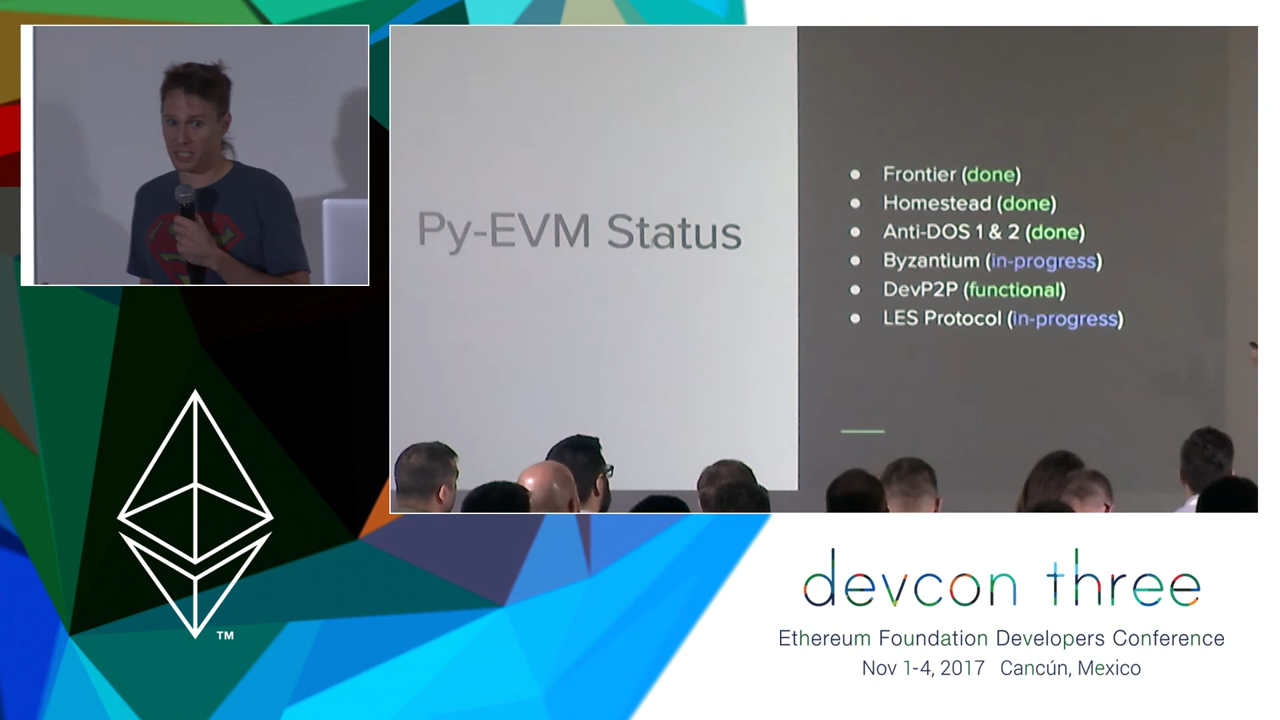 Py-EVM Status
● Frontier (done)
● Homestead (done)
● Anti-DOS 1 & 2 (done)
● Byzantium (in-progress)
● DevP2P (functional)
● LES Protocol (in-progress)
TM
devcon three
Ethereum Foundation Developers Conference
Nov 1-4, 2017 Cancún, Mexico